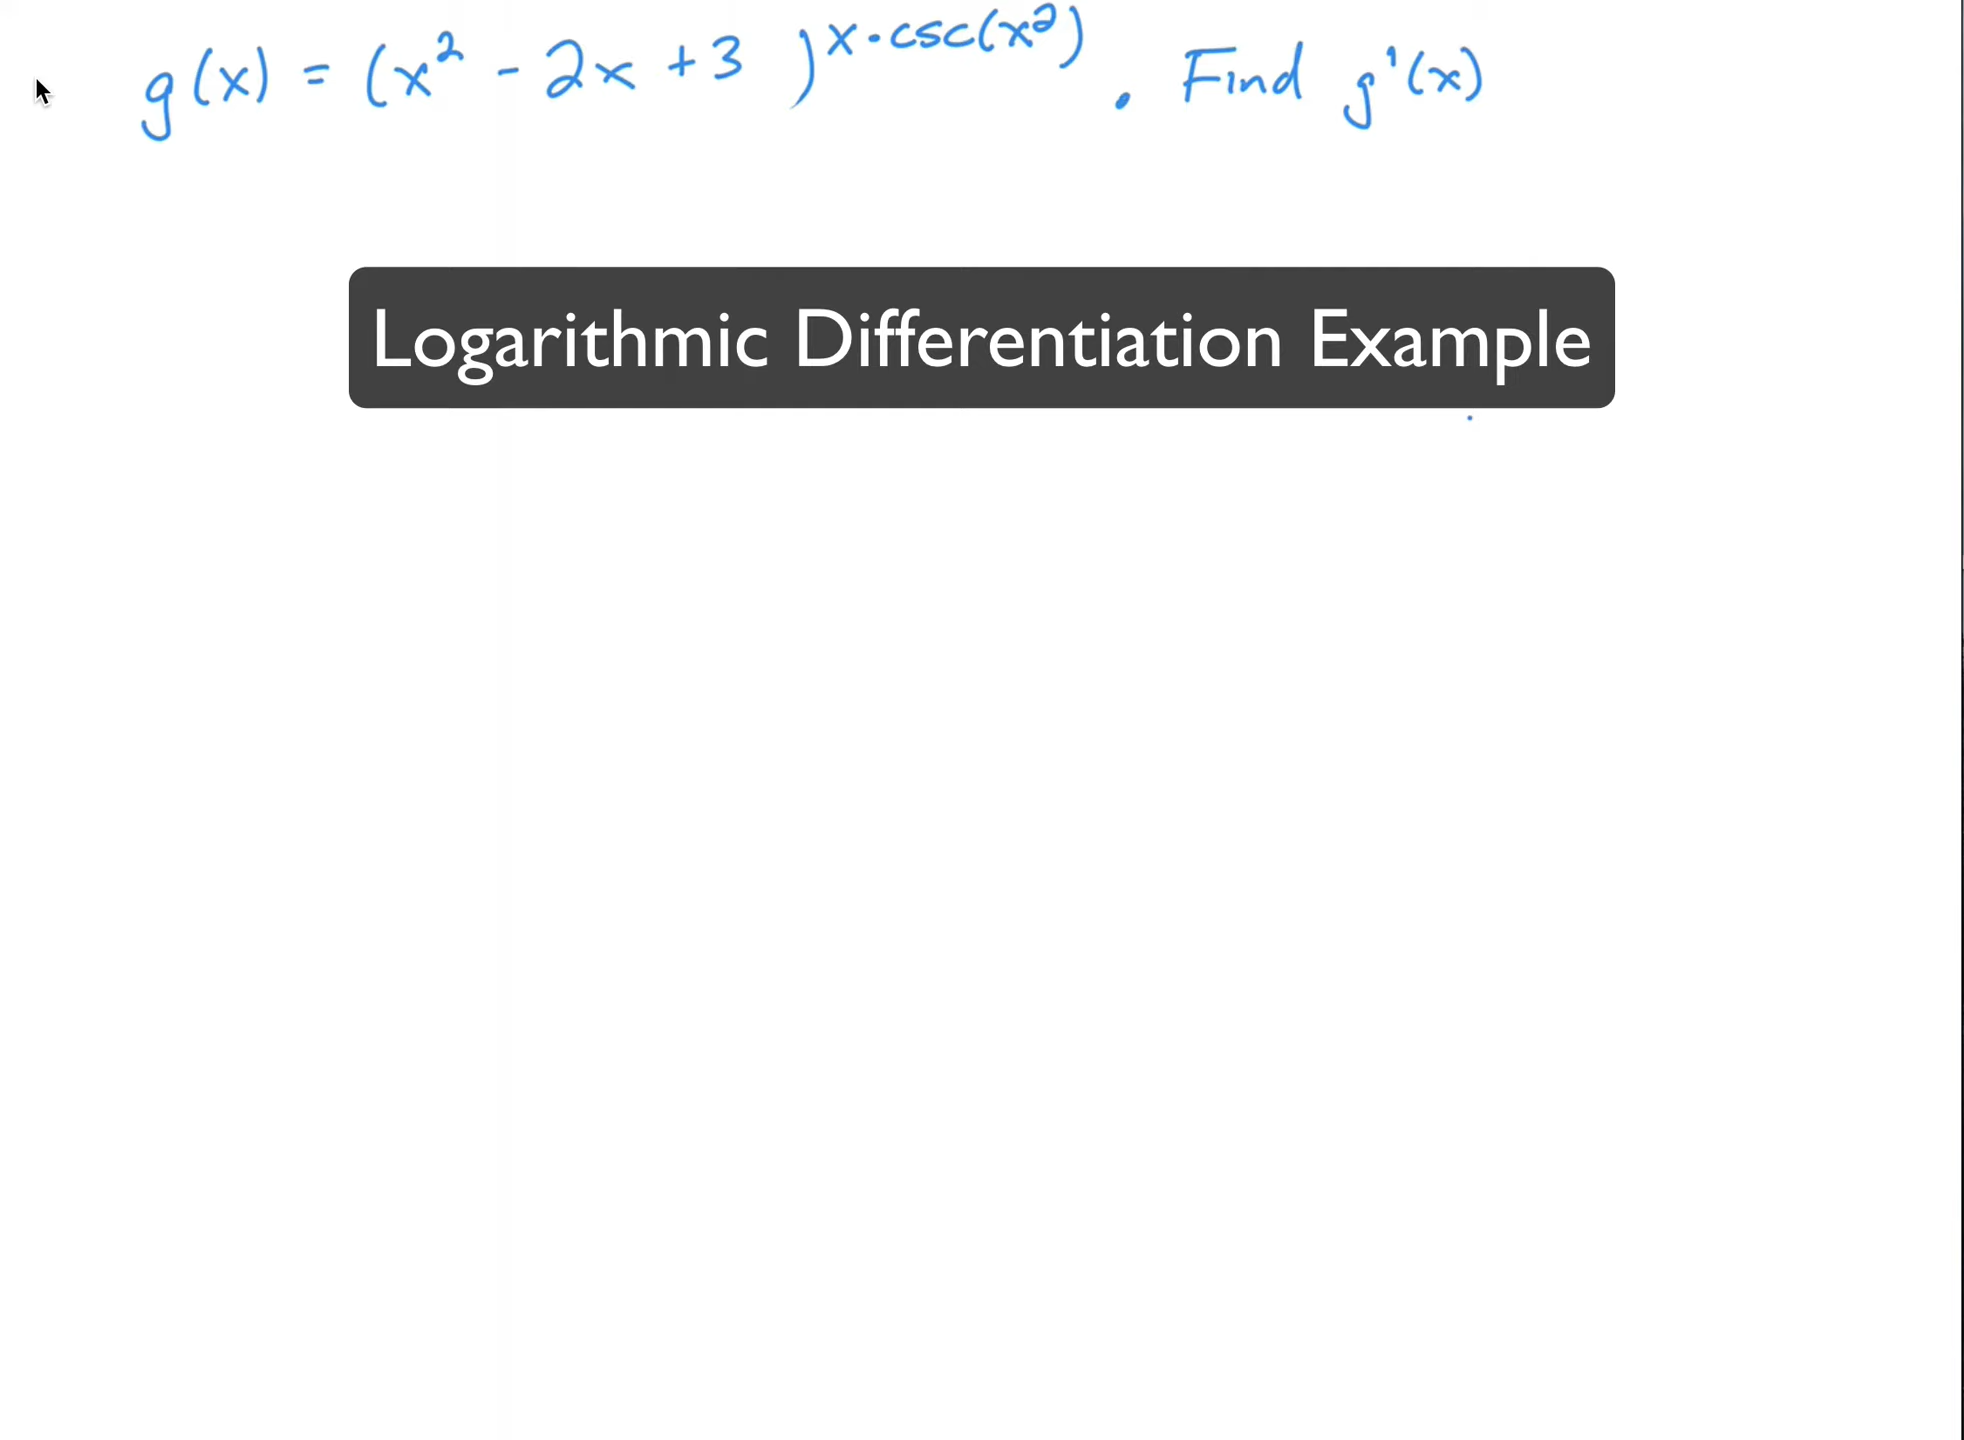 g(x) = (x² - 2x + 3)^{x·csc(x²)}. Find g'(x)
Logarithmic Differentiation Example